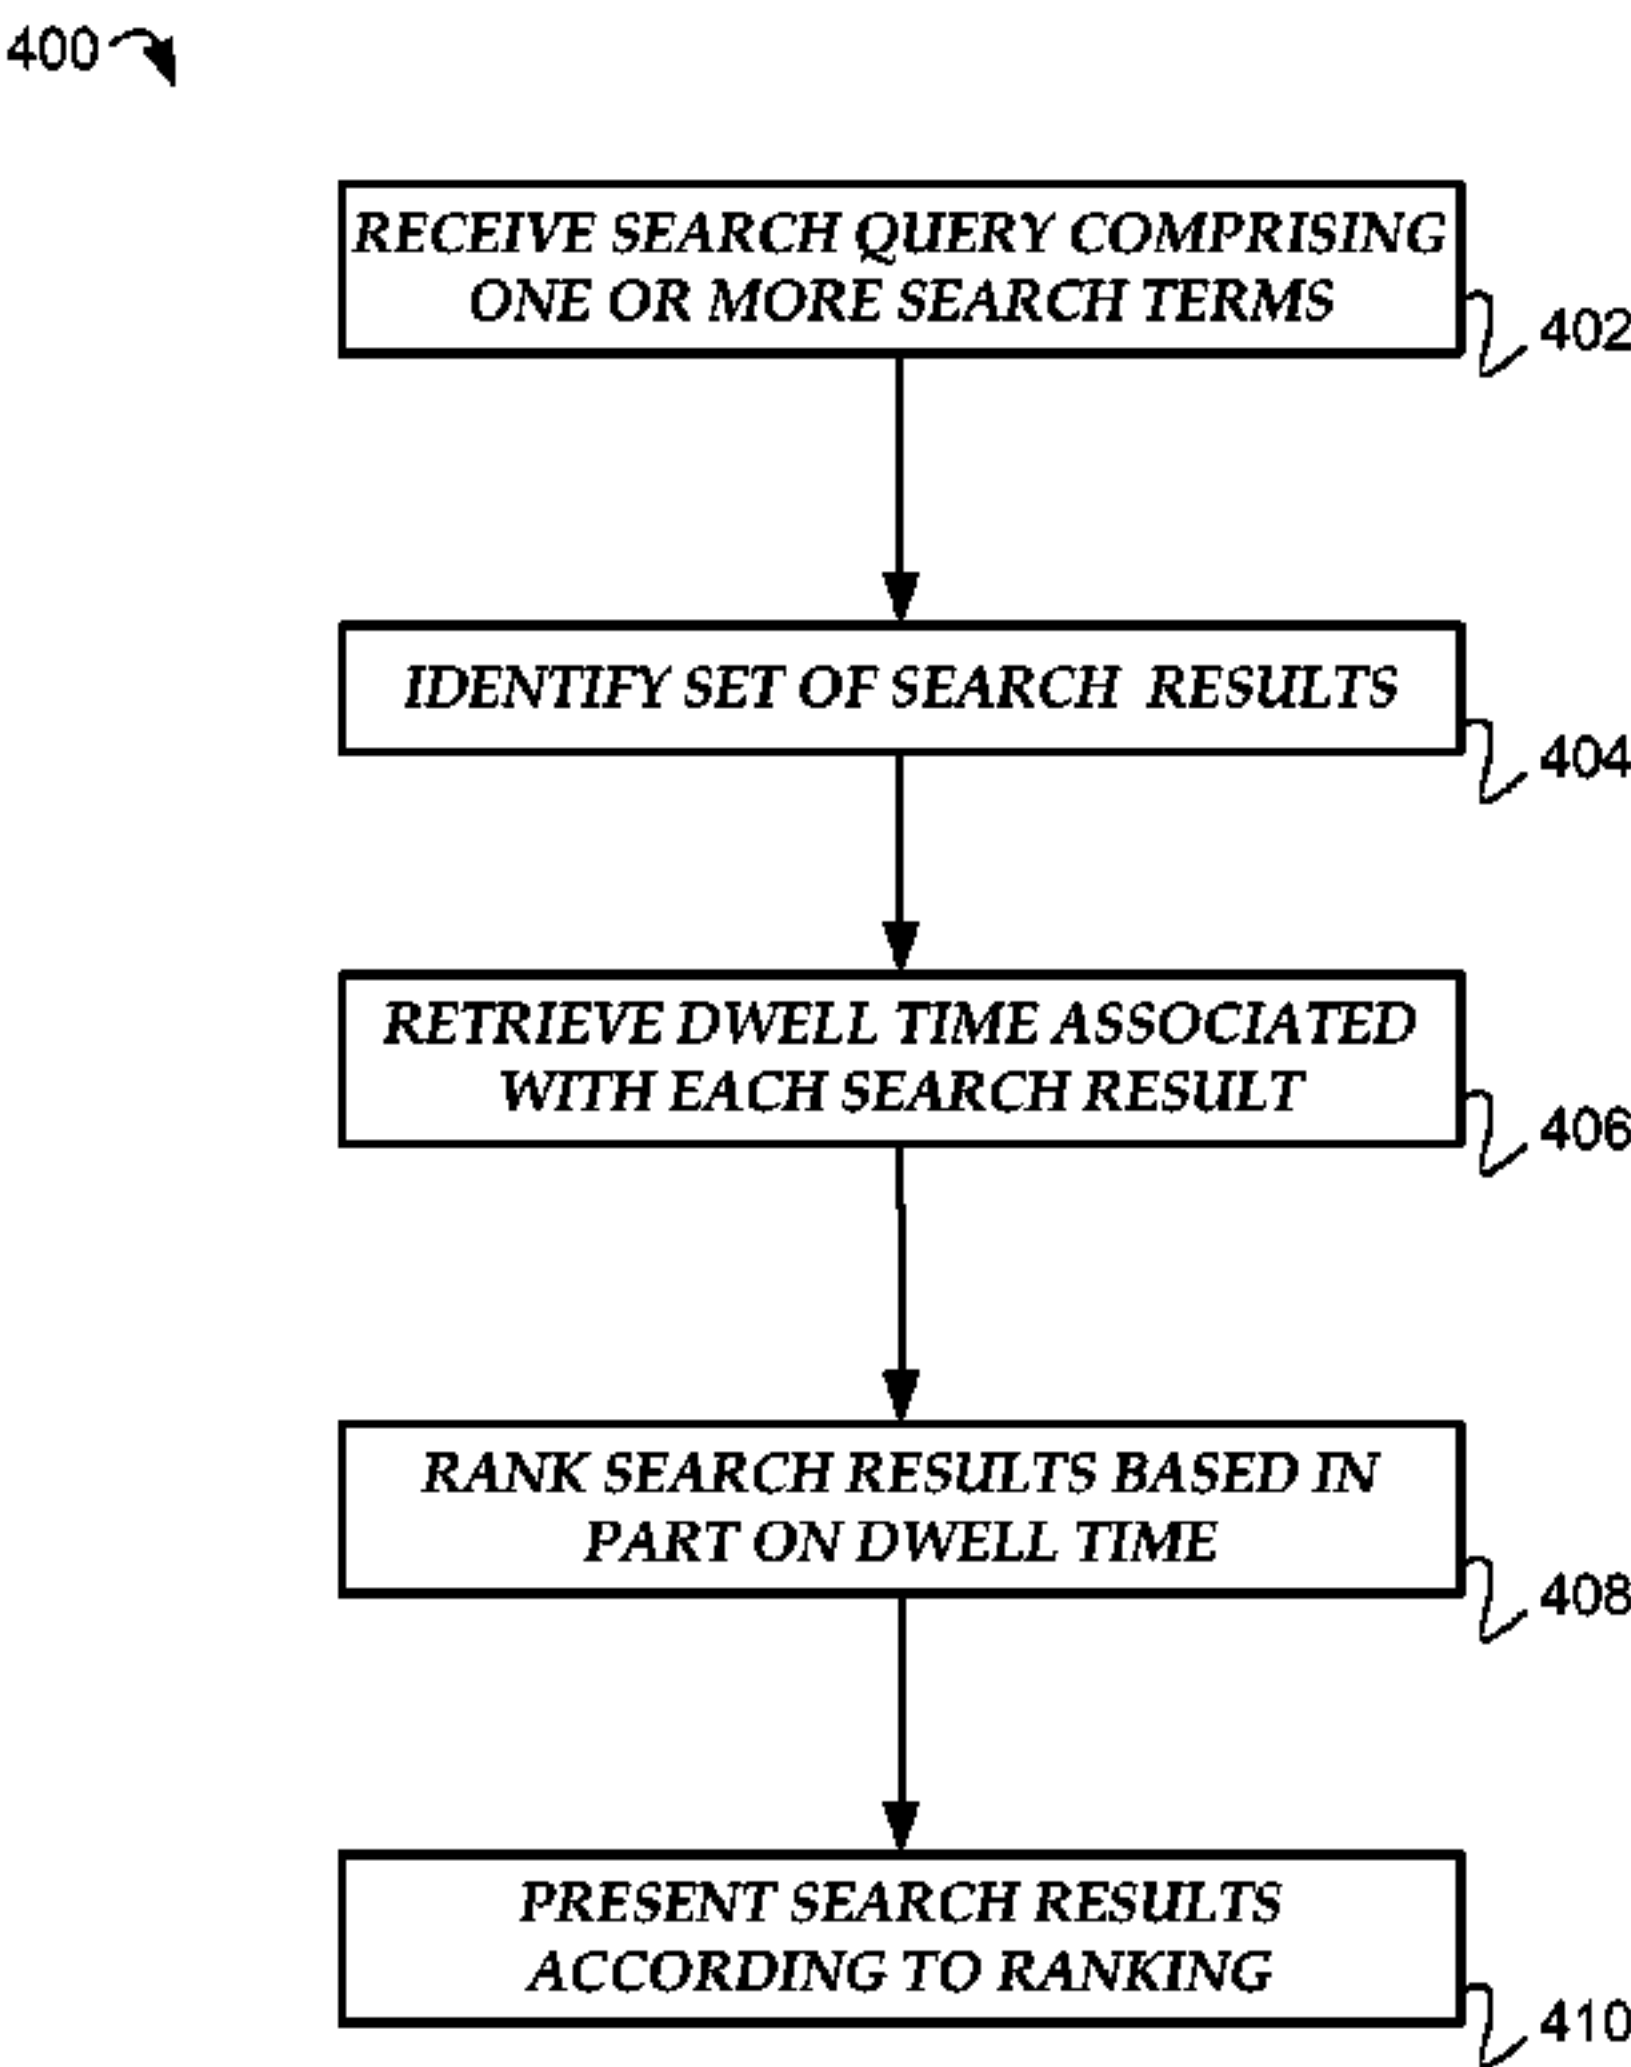 400
RECEIVE SEARCH QUERY COMPRISING
ONE OR MORE SEARCH TERMS
402
IDENTIFY SET OF SEARCH RESULTS
404
RETRIEVE DWELL TIME ASSOCIATED
WITH EACH SEARCH RESULT
406
RANK SEARCH RESULTS BASED IN
PART ON DWELL TIME
408
PRESENT SEARCH RESULTS
ACCORDING TO RANKING
410